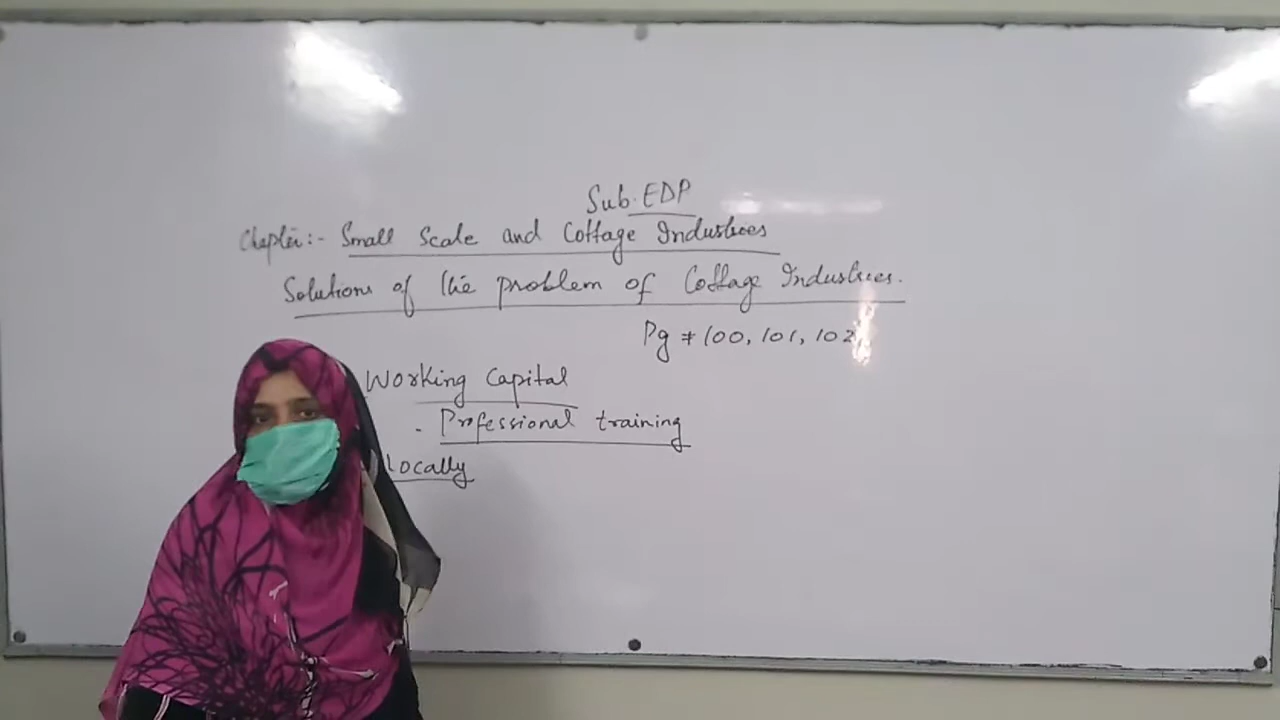 Sub. EDP
Chapter:- Small Scale and Cottage Industries
Solutions of the problem of Cottage Industries.
Pg # 100, 101, 102
Working Capital
- Professional training
locally